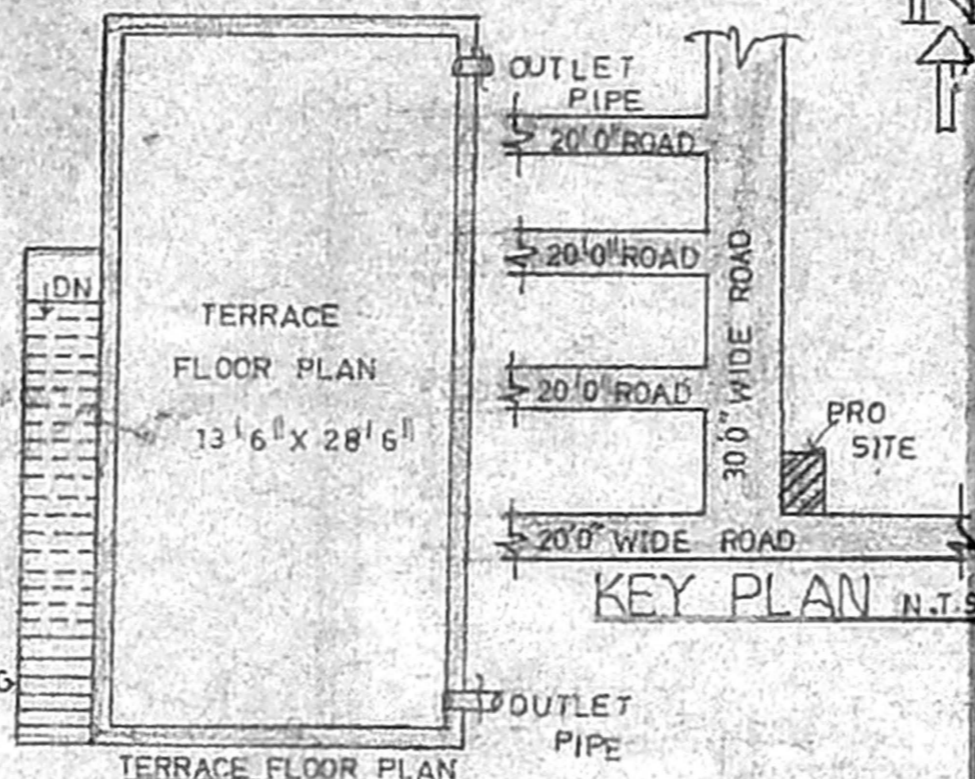 OUTLET
PIPE
20'0" ROAD
20'0" ROAD
30'0" WIDE ROAD
DN
TERRACE
FLOOR PLAN
13'6" X 28'6"
20'0" ROAD
PRO
SITE
20'0" WIDE ROAD
KEY PLAN N.T.S
OUTLET
PIPE
TERRACE FLOOR PLAN